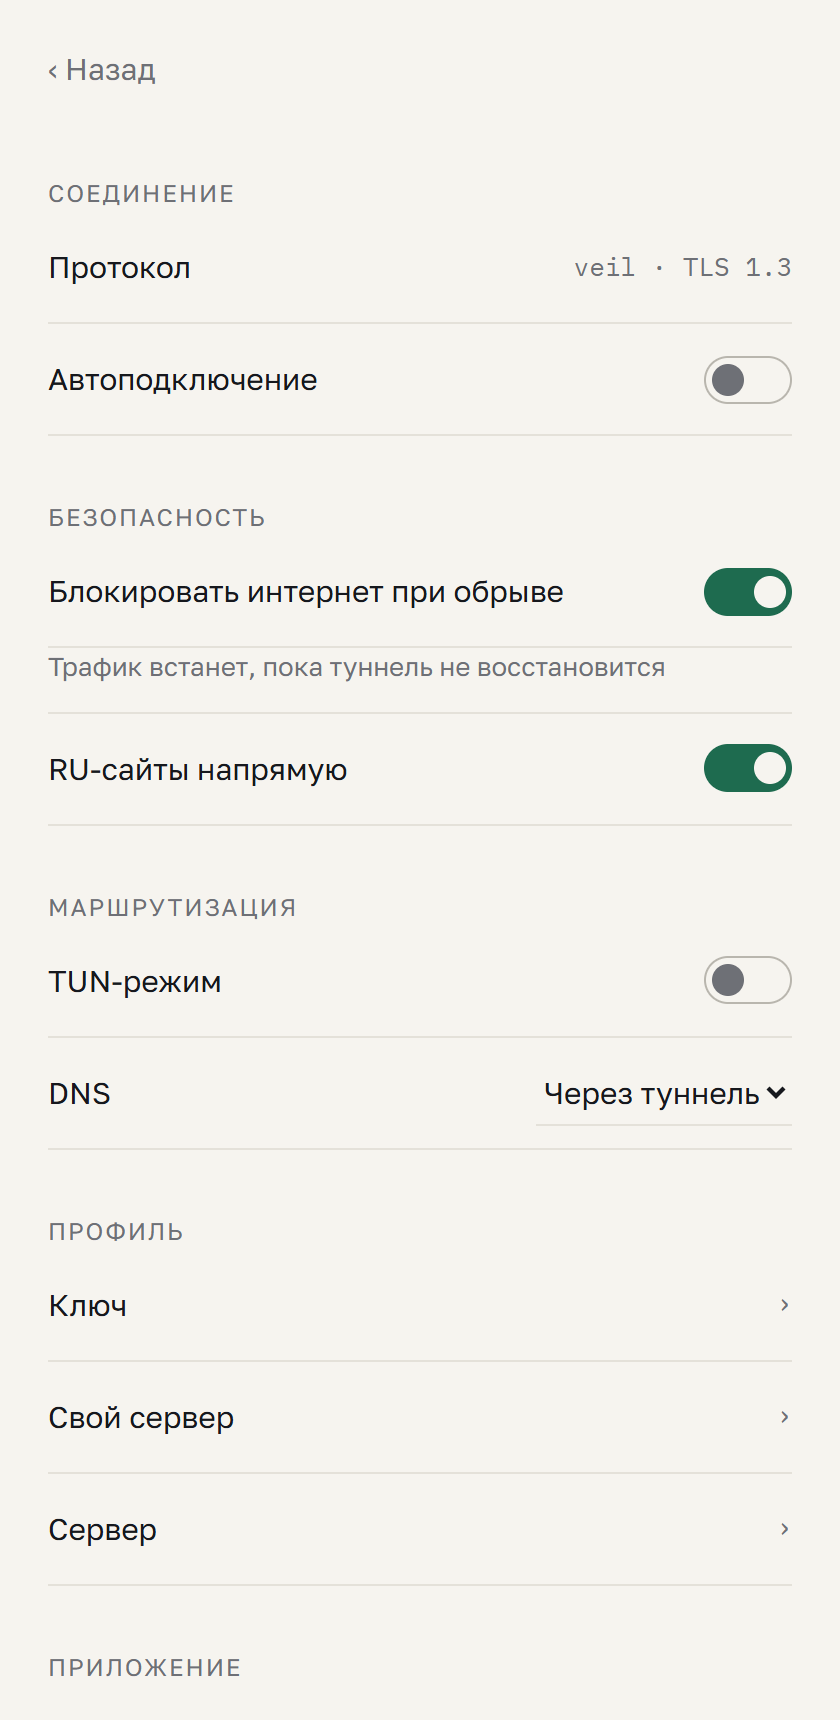 ‹ Назад
СОЕДИНЕНИЕ
Протокол veil · TLS 1.3
Автоподключение
БЕЗОПАСНОСТЬ
Блокировать интернет при обрыве
Трафик встанет, пока туннель не восстановится
RU-сайты напрямую
МАРШРУТИЗАЦИЯ
TUN-режим
DNS Через туннель
ПРОФИЛЬ
Ключ ›
Свой сервер ›
Сервер ›
ПРИЛОЖЕНИЕ